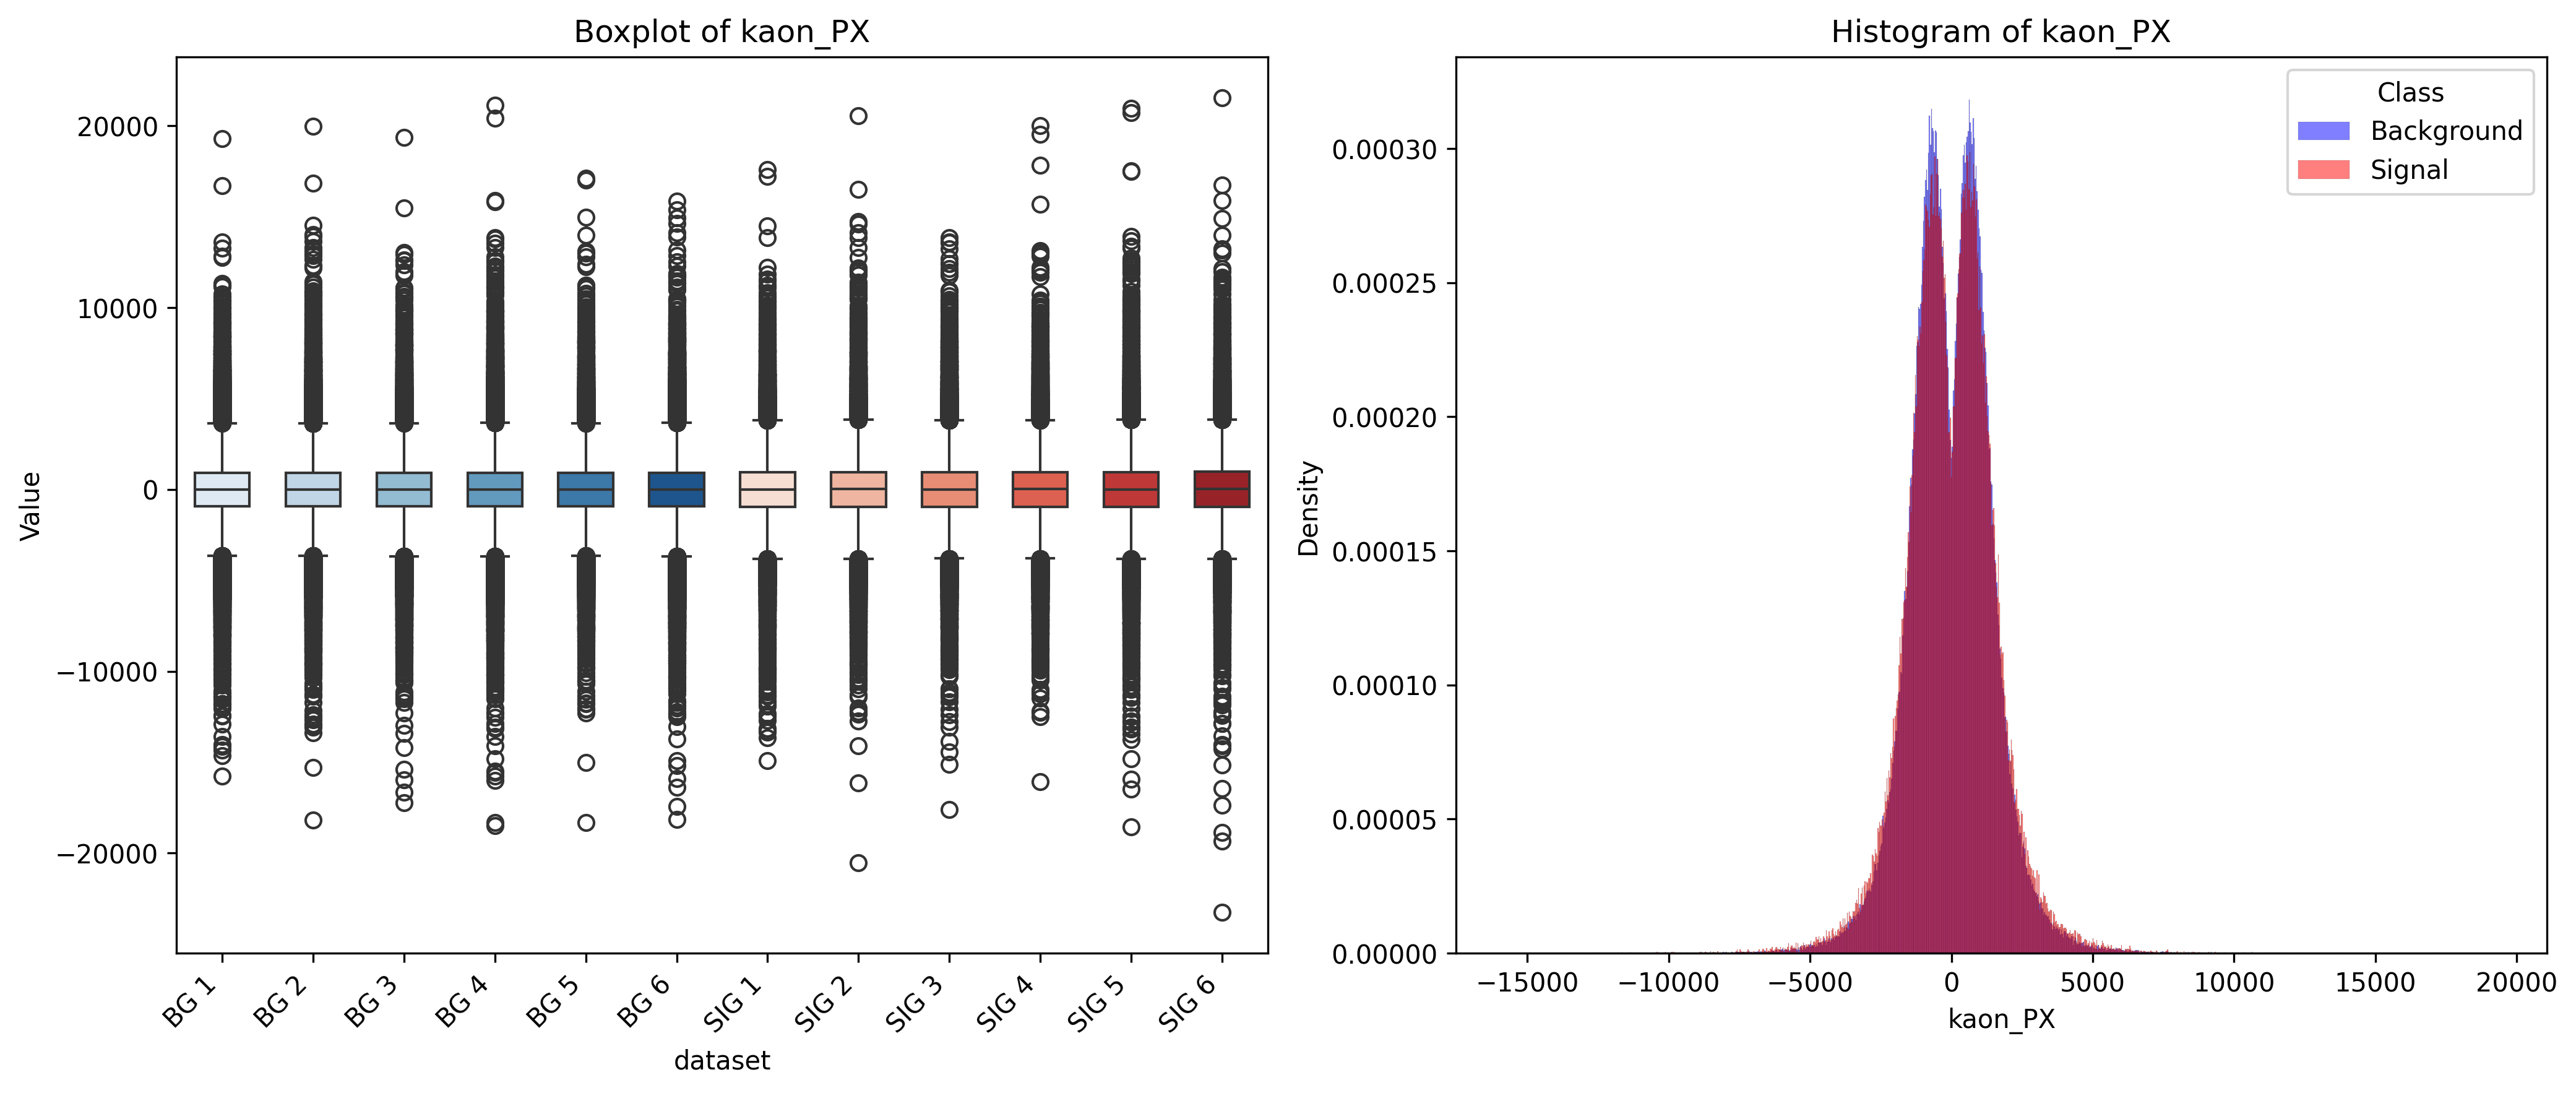 Boxplot of kaon_PX
20000
10000
0
−10000
−20000
Value
BG 1
BG 2
BG 3
BG 4
BG 5
BG 6
SIG 1
SIG 2
SIG 3
SIG 4
SIG 5
SIG 6
dataset
Histogram of kaon_PX
Class
Background
Signal
0.00030
0.00025
0.00020
0.00015
0.00010
0.00005
0.00000
Density
−15000
−10000
−5000
0
5000
10000
15000
20000
kaon_PX